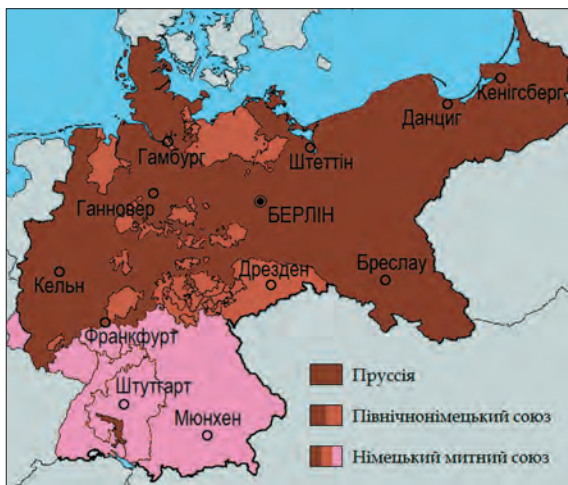 Кенігсберг
Данциг
Гамбург
Штеттін
Ганновер
БЕРЛІН
Дрезден
Бреслау
Кельн
Франкфурт
Штутгарт
Мюнхен
Пруссія
Північнонімецький союз
Німецький митний союз